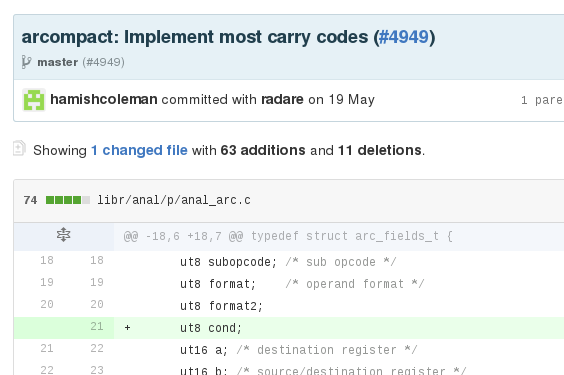 arcompact: Implement most carry codes (#4949)
master (#4949)
hamishcoleman committed with radare on 19 May 1 pare
Showing 1 changed file with 63 additions and 11 deletions.
74 libr/anal/p/anal_arc.c
@@ -18,6 +18,7 @@ typedef struct arc_fields_t {
18 18 ut8 subopcode; /* sub opcode */
19 19 ut8 format; /* operand format */
20 20 ut8 format2;
21 + ut8 cond;
21 22 ut16 a; /* destination register */
22 23 ut16 b; /* source/destination register */